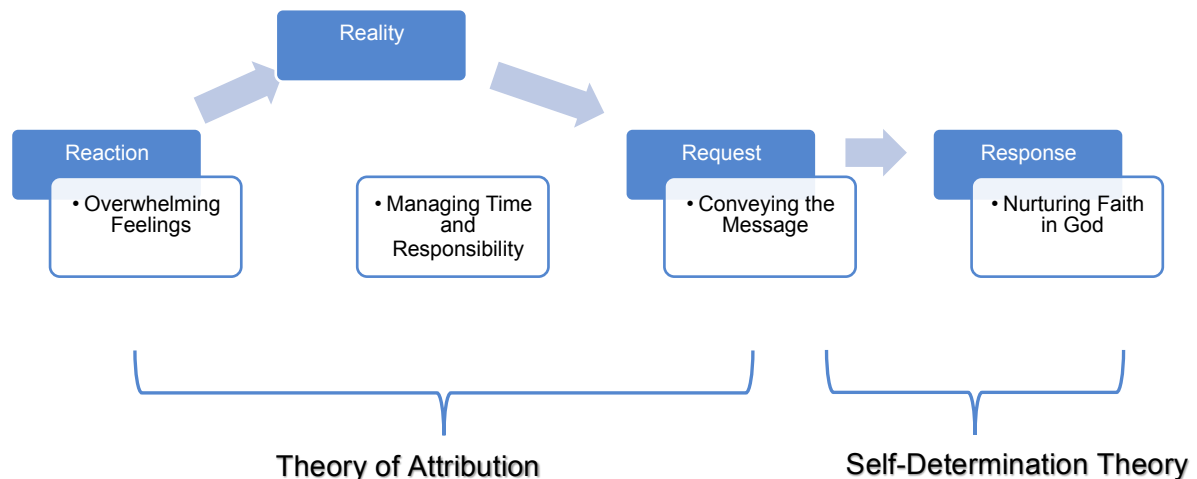 Reality
Reaction
• Overwhelming
Feelings
• Managing Time
and
Responsibility
Request
• Conveying the
Message
Response
• Nurturing Faith
in God
Theory of Attribution
Self-Determination Theory